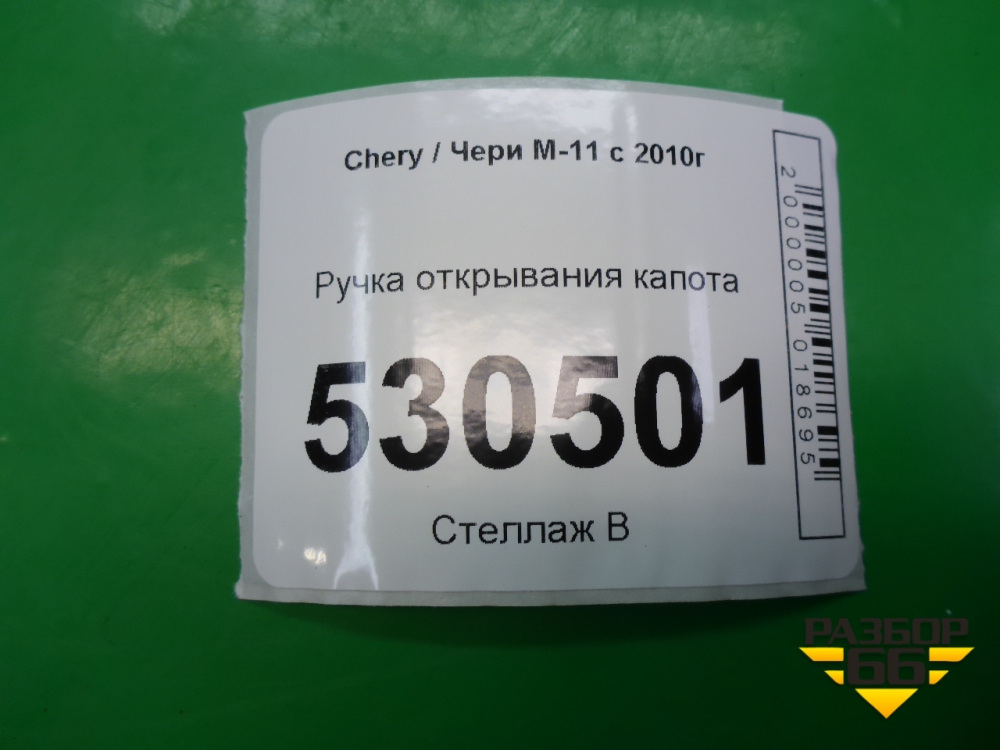 Chery / Чери М-11 с 2010г
Ручка открывания капота
530501
Стеллаж В
2000005018695
РАЗБОР
66